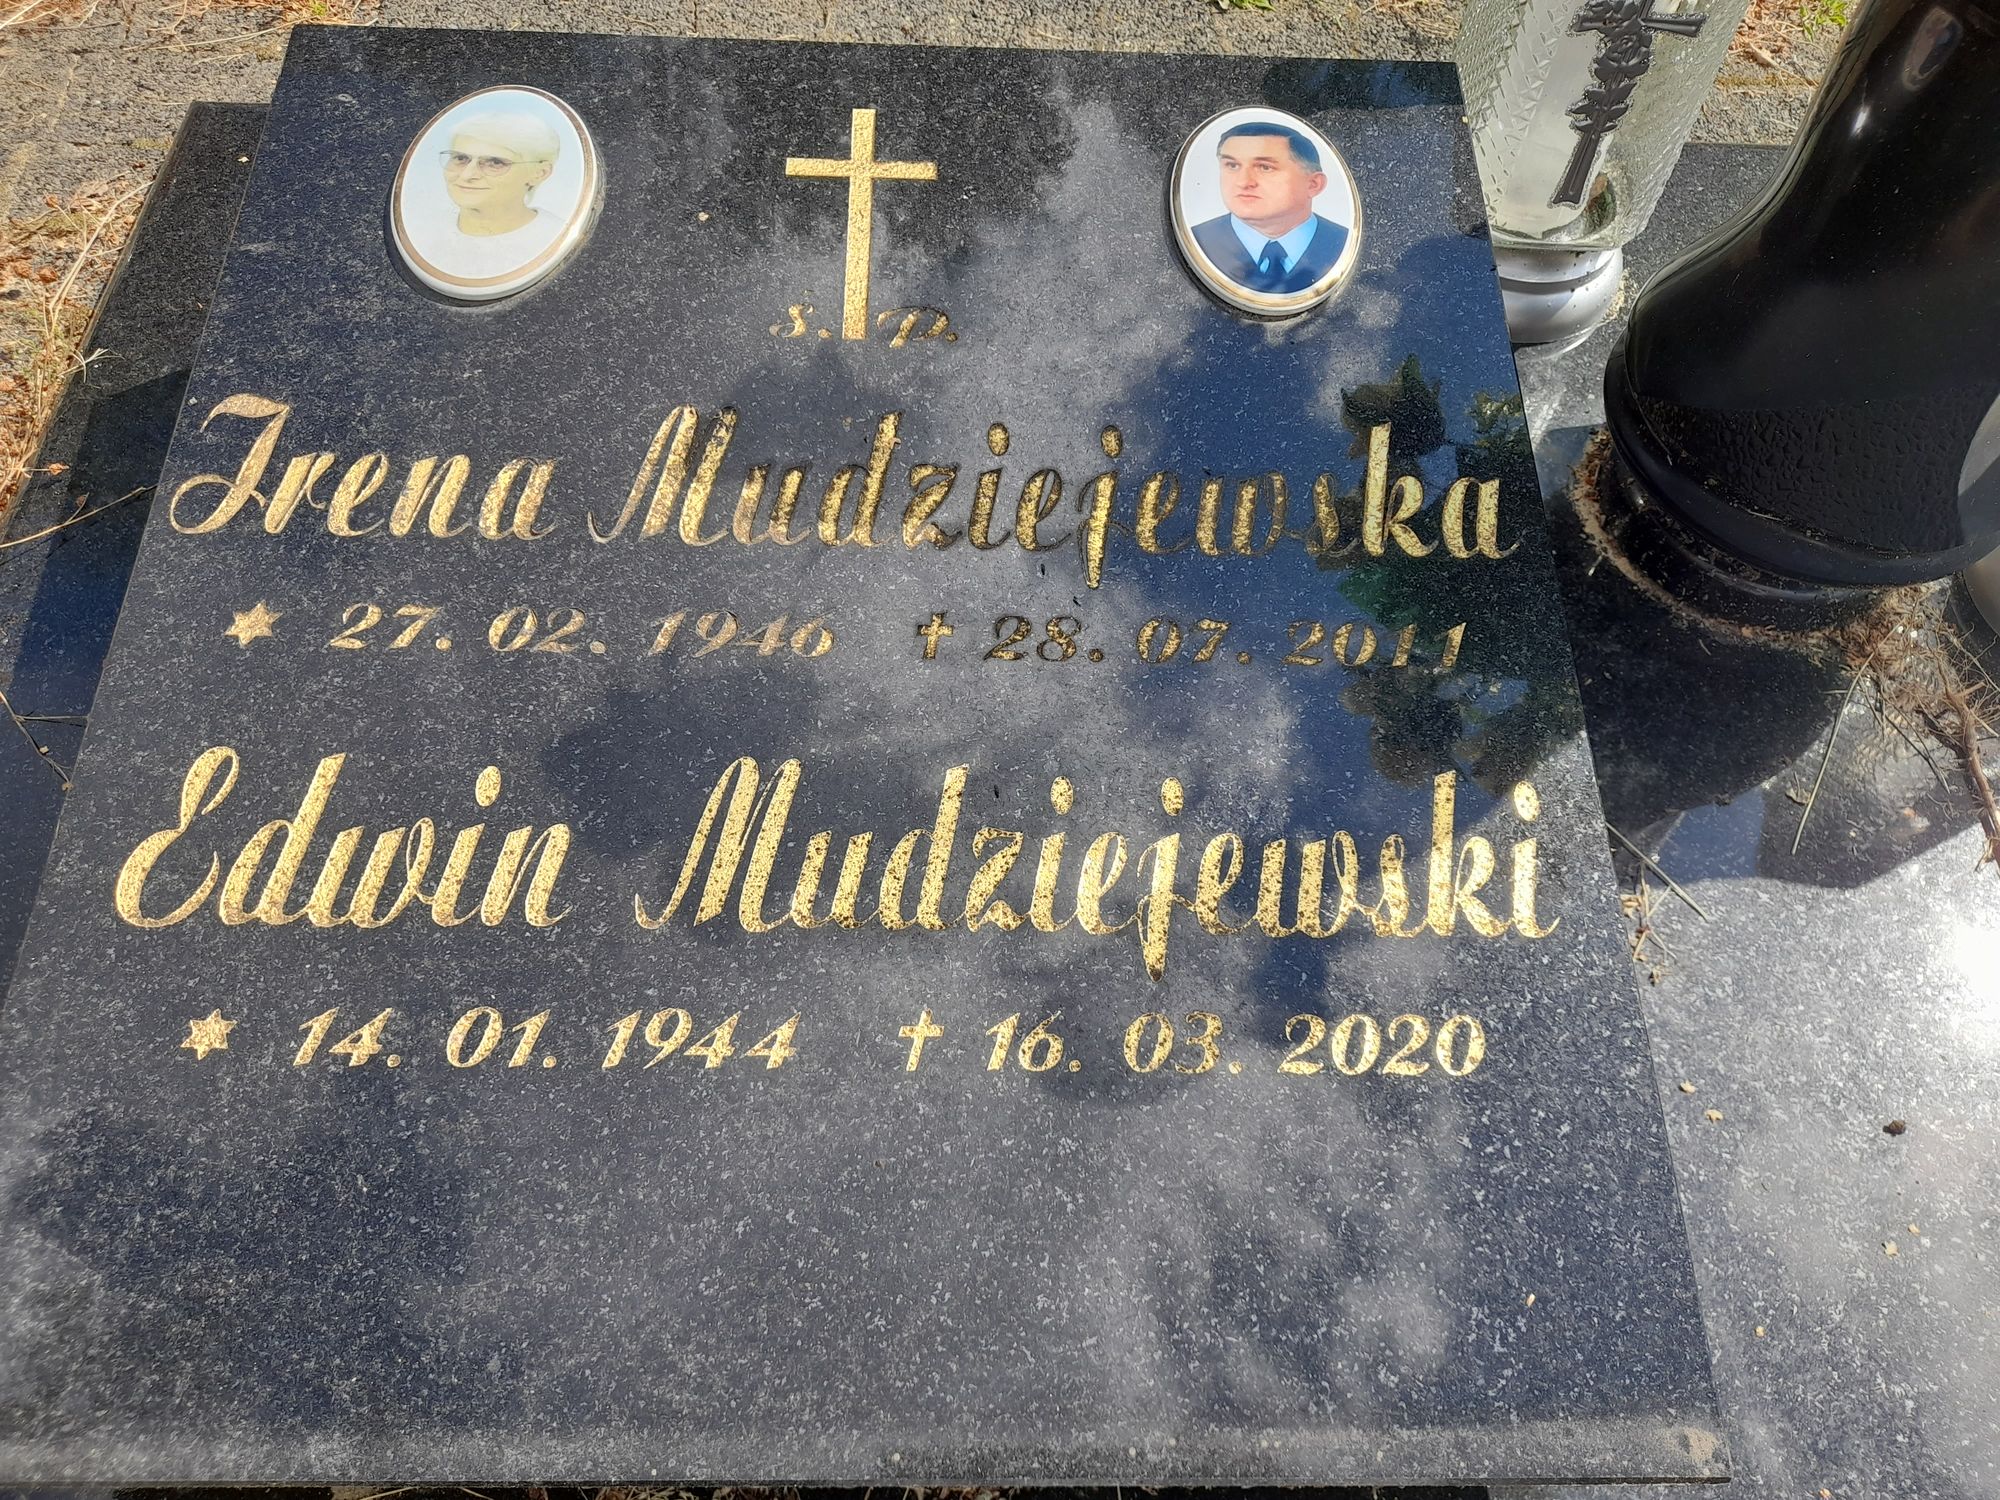 ś. p.
Irena Mudziejewska
* 27. 02. 1946 † 28. 07. 2011
Edwin Mudziejewski
* 14. 01. 1944 † 16. 03. 2020